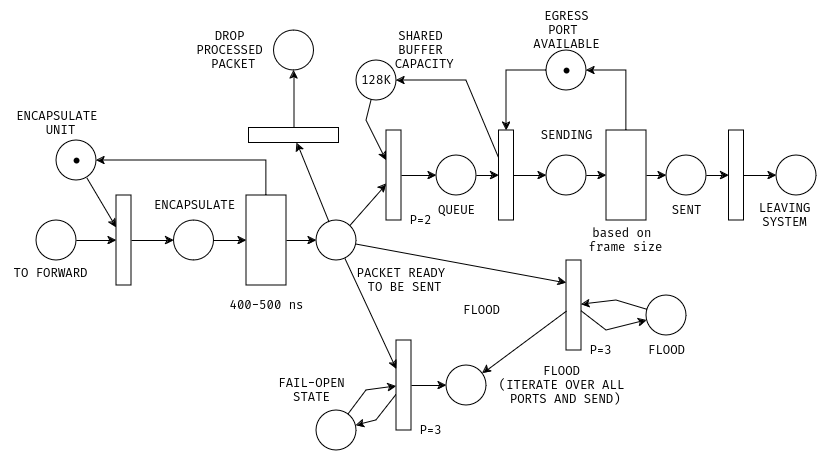 EGRESS
PORT
AVAILABLE
DROP
PROCESSED
PACKET
SHARED
BUFFER
CAPACITY
128K
ENCAPSULATE
UNIT
SENDING
ENCAPSULATE
QUEUE
P=2
SENT
LEAVING
SYSTEM
based on
frame size
TO FORWARD
PACKET READY
TO BE SENT
400-500 ns
FLOOD
P=3
FLOOD
FLOOD
(ITERATE OVER ALL
PORTS AND SEND)
FAIL-OPEN
STATE
P=3